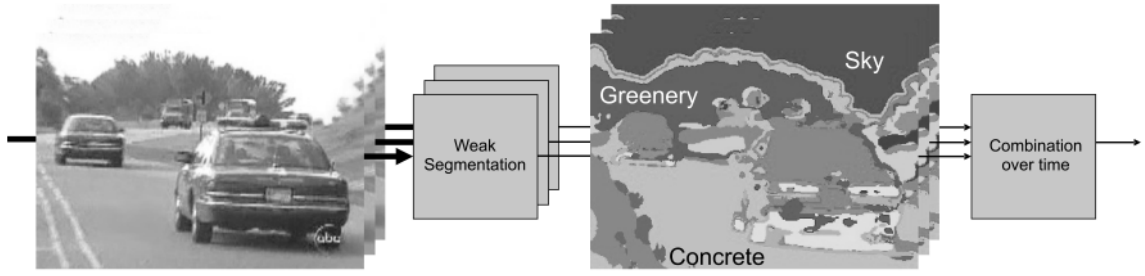 abc
Weak
Segmentation
Sky
Greenery
Concrete
Combination
over time